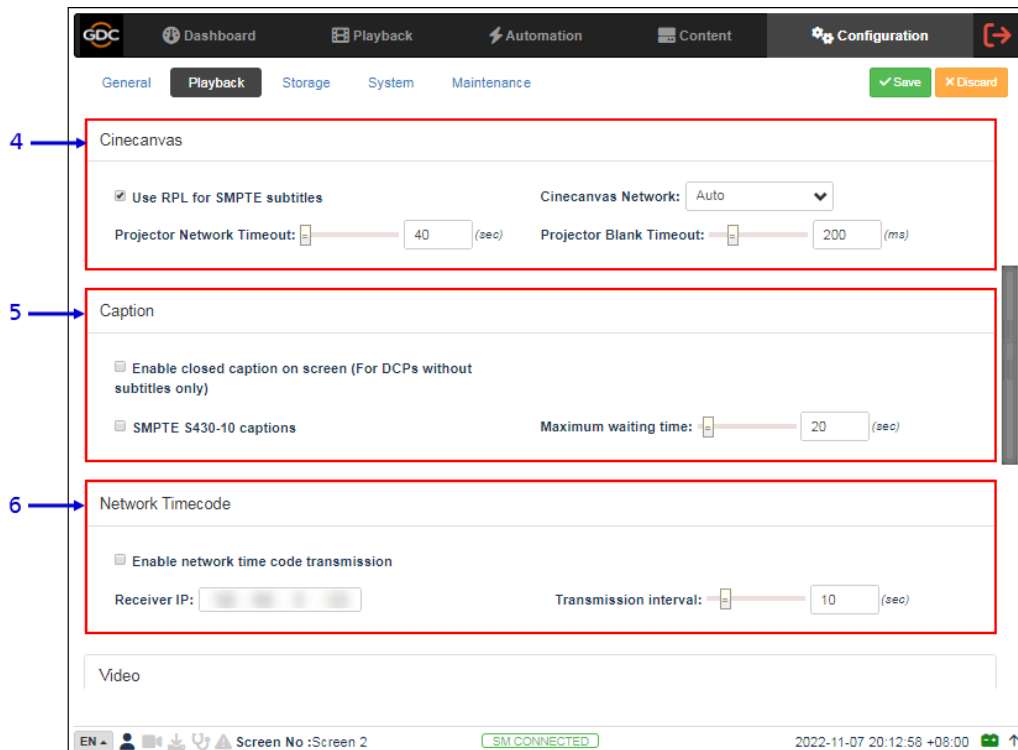 GDC Dashboard Playback Automation Content Configuration
General Playback Storage System Maintenance Save Discard
4 Cinecanvas
Use RPL for SMPTE subtitles Cinecanvas Network: Auto
Projector Network Timeout: 40 (sec) Projector Blank Timeout: 200 (ms)
5 Caption
Enable closed caption on screen (For DCPs without
subtitles only)
SMPTE S430-10 captions Maximum waiting time: 20 (sec)
6 Network Timecode
Enable network time code transmission
Receiver IP: Transmission interval: 10 (sec)
Video
EN Screen No :Screen 2 SM CONNECTED 2022-11-07 20:12:58 +08:00